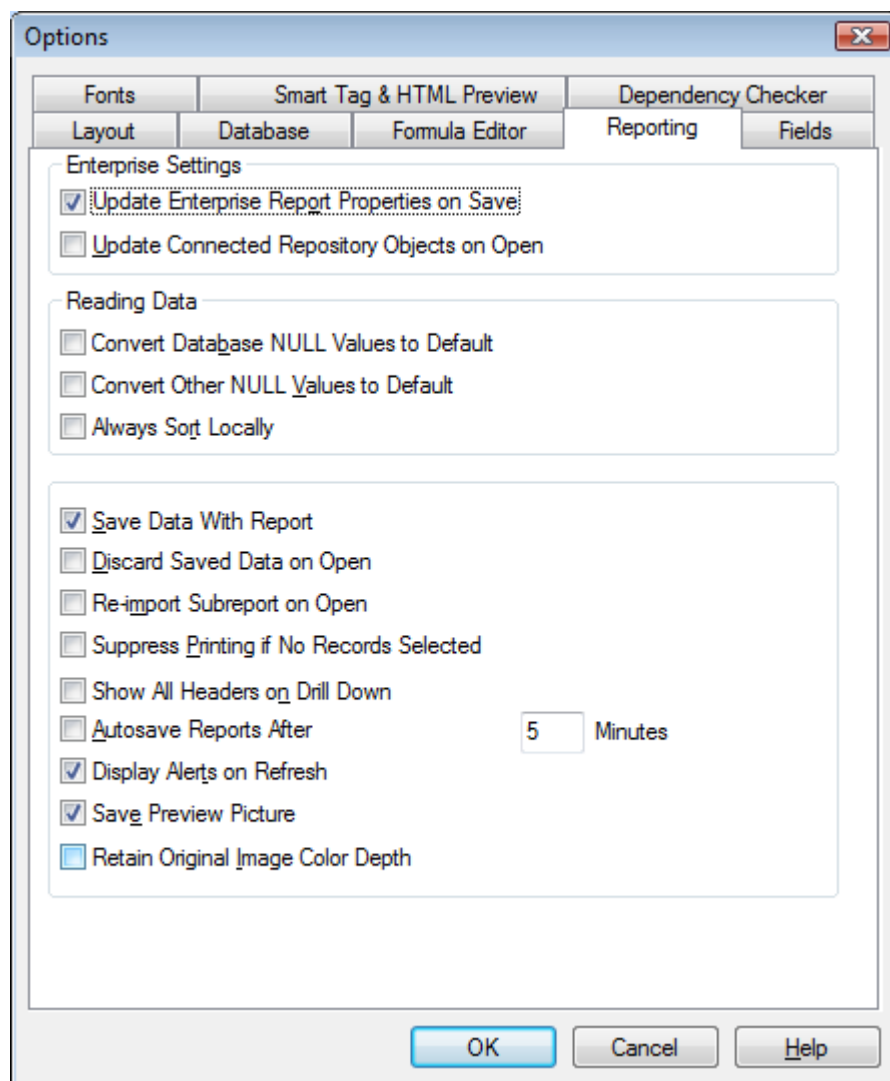 Options
Fonts Smart Tag & HTML Preview Dependency Checker
Layout Database Formula Editor Reporting Fields
Enterprise Settings
Update Enterprise Report Properties on Save
Update Connected Repository Objects on Open
Reading Data
Convert Database NULL Values to Default
Convert Other NULL Values to Default
Always Sort Locally
Save Data With Report
Discard Saved Data on Open
Re-import Subreport on Open
Suppress Printing if No Records Selected
Show All Headers on Drill Down
Autosave Reports After 5 Minutes
Display Alerts on Refresh
Save Preview Picture
Retain Original Image Color Depth
OK Cancel Help